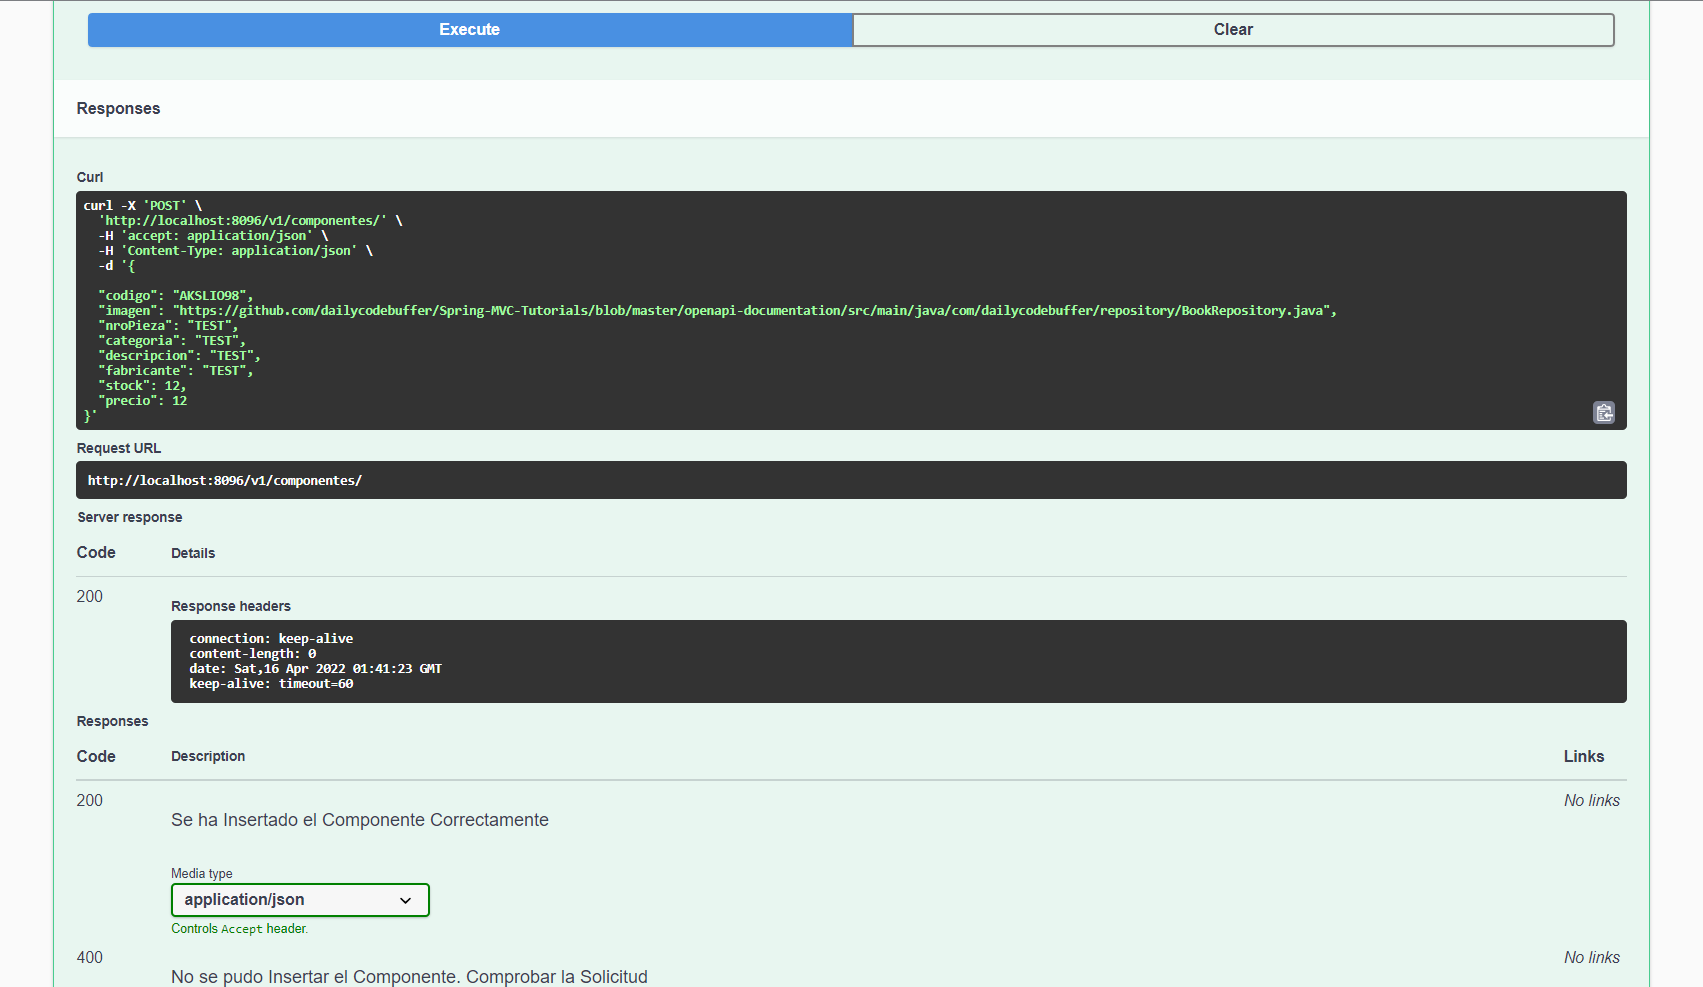 Execute
Clear
Responses
Curl
curl -X 'POST' \
'http://localhost:8096/v1/componentes/' \
-H 'accept: application/json' \
-H 'Content-Type: application/json' \
-d '{
"codigo": "AKSLIO98",
"imagen": "https://github.com/dailycodebuffer/Spring-MVC-Tutorials/blob/master/openapi-documentation/src/main/java/com/dailycodebuffer/repository/BookRepository.java",
"nroPieza": "TEST",
"categoria": "TEST",
"descripcion": "TEST",
"fabricante": "TEST",
"stock": 12,
"precio": 12
}'
Request URL
http://localhost:8096/v1/componentes/
Server response
Code Details
200
Response headers
connection: keep-alive
content-length: 0
date: Sat,16 Apr 2022 01:41:23 GMT
keep-alive: timeout=60
Responses
Code Description Links
200 No links
Se ha Insertado el Componente Correctamente
Media type
application/json
Controls Accept header.
400 No links
No se pudo Insertar el Componente. Comprobar la Solicitud